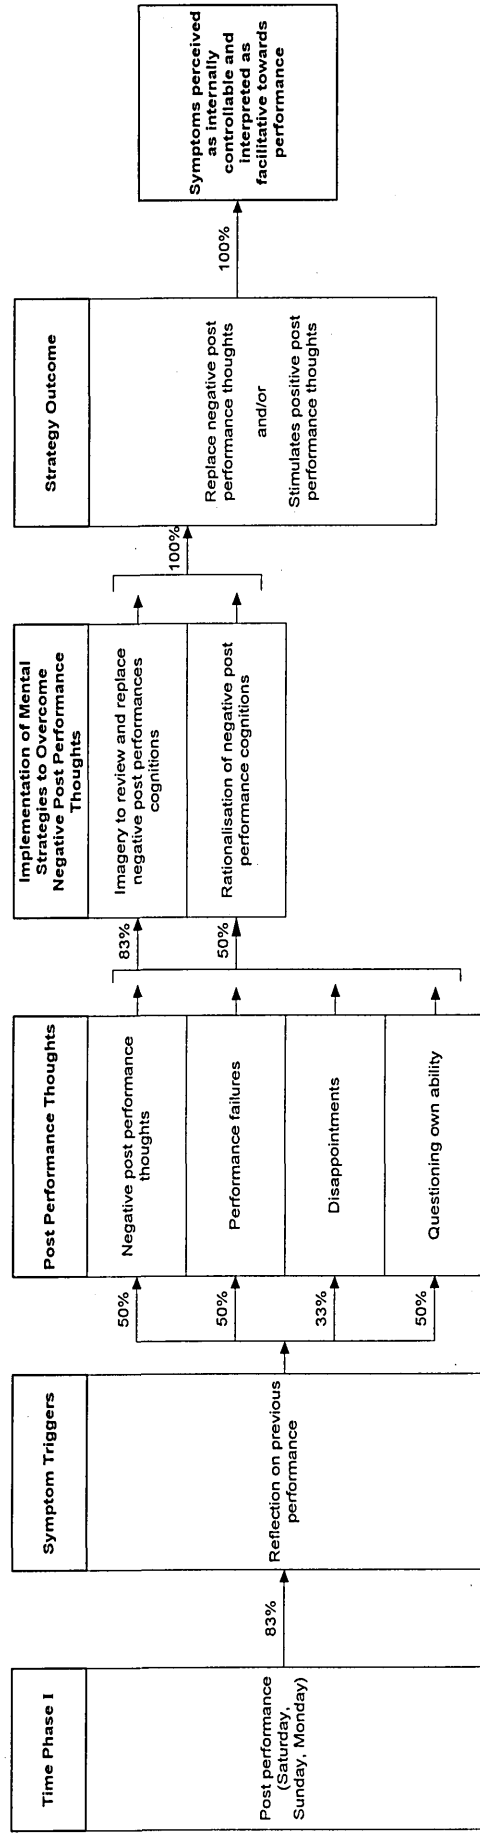 Time Phase I
Post performance
(Saturday,
Sunday, Monday)
83%
Symptom Triggers
Reflection on previous
performance
50%
50%
33%
50%
Post Performance Thoughts
Negative post performance
thoughts
Performance failures
Disappointments
Questioning own ability
83%
50%
Implementation of Mental
Strategies to Overcome
Negative Post Performance
Thoughts
Imagery to review and replace
negative post performances
cognitions
Rationalisation of negative post
performance cognitions
100%
Strategy Outcome
Replace negative post
performance thoughts
and/or
Stimulates positive post
performance thoughts
100%
Symptoms perceived
as internally
controllable and
interpreted as
facilitative towards
performance